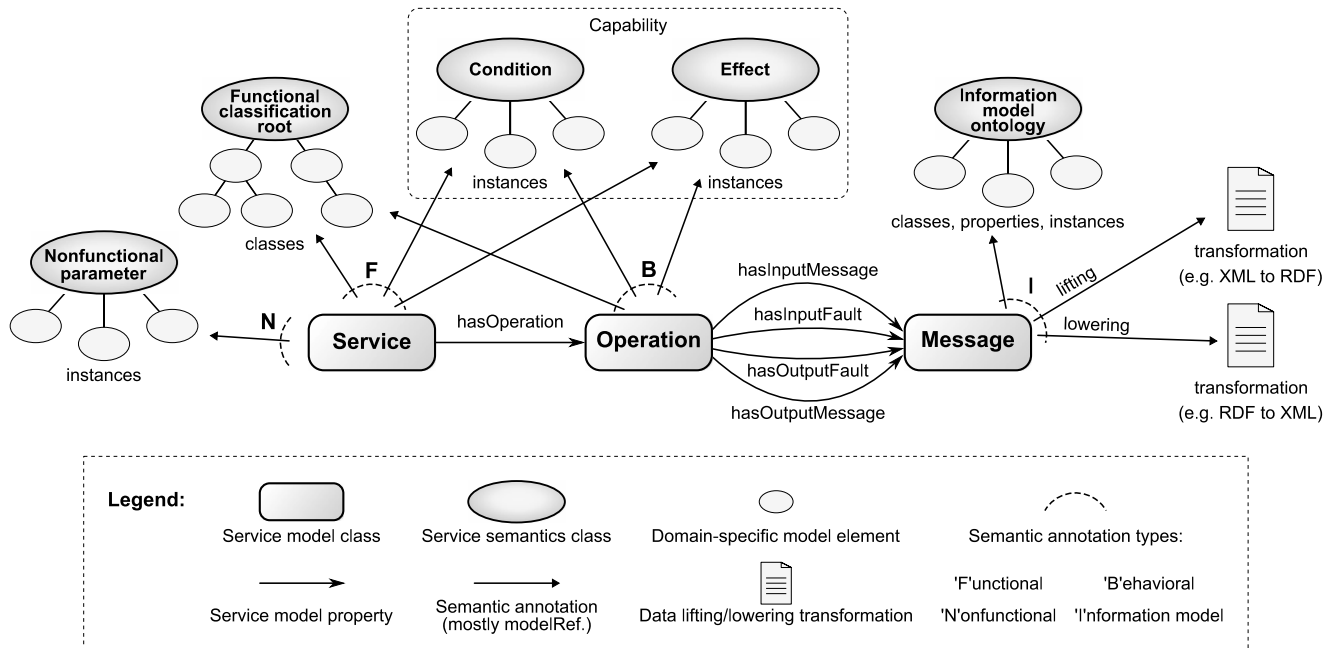 Capability
Condition
Effect
Functional
classification
root
Information
model
ontology
instances
instances
classes, properties, instances
classes
Nonfunctional
parameter
instances
transformation
(e.g. XML to RDF)
lifting
lowering
transformation
(e.g. RDF to XML)
N
F
B
I
Service
hasOperation
Operation
hasInputMessage
hasInputFault
hasOutputFault
hasOutputMessage
Message
Legend:
Service model class
Service semantics class
Domain-specific model element
Semantic annotation types:
Service model property
Semantic annotation
(mostly modelRef.)
Data lifting/lowering transformation
'F'unctional
'B'ehavioral
'N'onfunctional
'I'nformation model